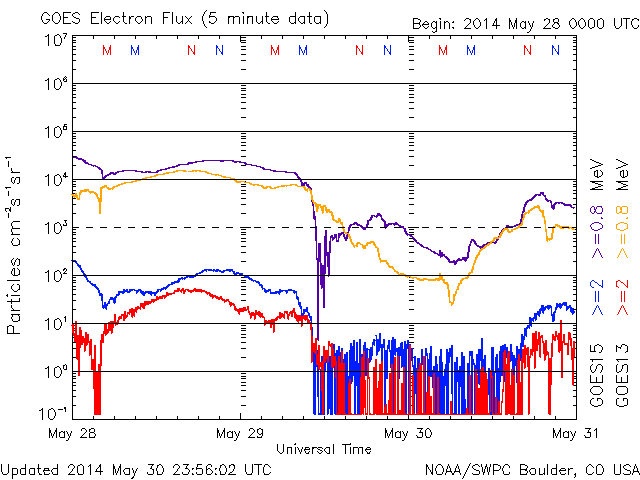 GOES Electron Flux (5 minute data)
Begin: 2014 May 28 0000 UTC
10⁷
M M N N M M N N M M N N
10⁶
10⁵
10⁴
10³
10²
10¹
10⁰
10⁻¹
Particles cm⁻²s⁻¹sr⁻¹
May 28 May 29 May 30 May 31
Universal Time
GOES15 >=2 >=0.8 MeV
GOES13 >=2 >=0.8 MeV
Updated 2014 May 30 23:56:02 UTC
NOAA/SWPC Boulder, CO USA